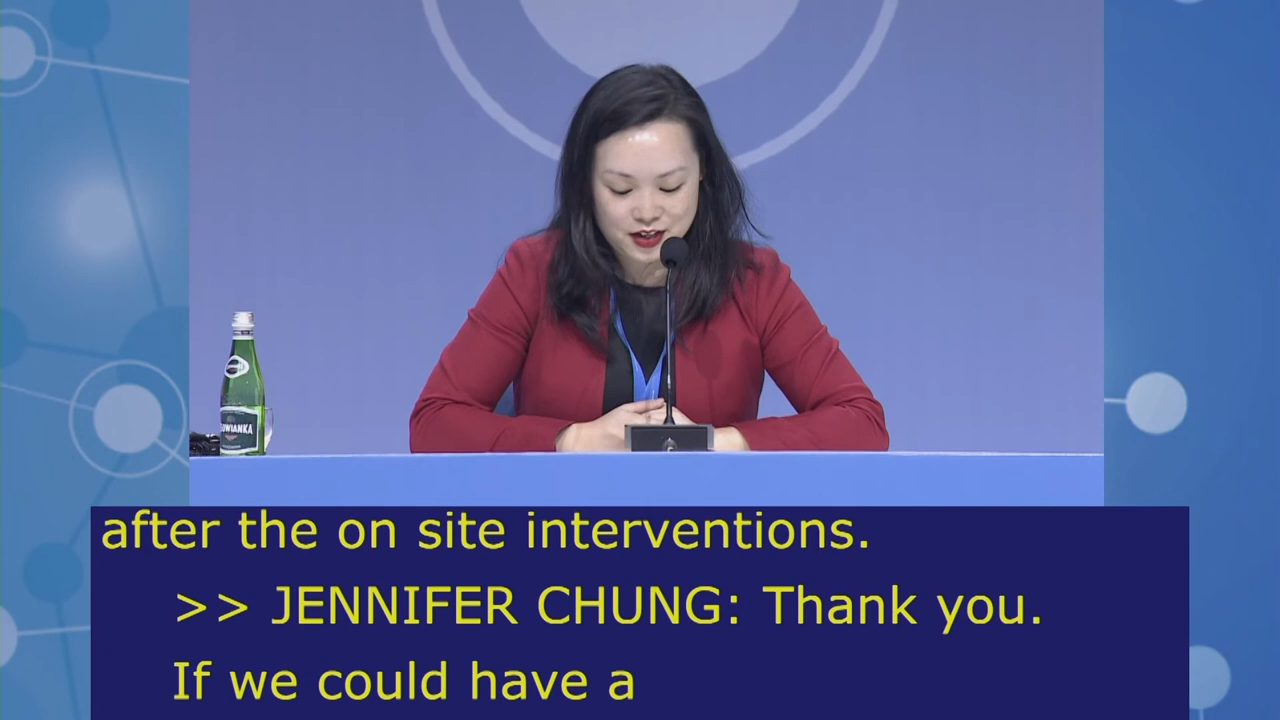 after the on site interventions.
>> JENNIFER CHUNG: Thank you.
If we could have a